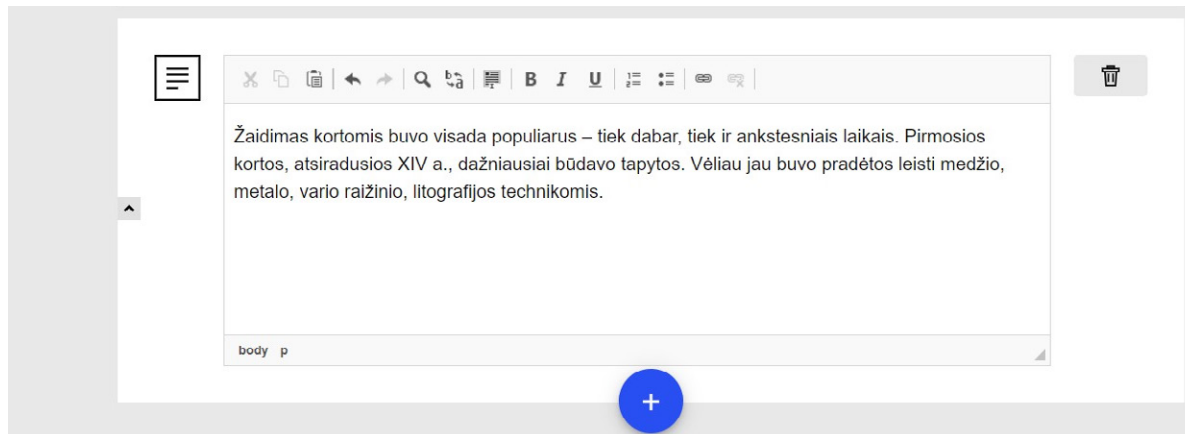 B I U
Žaidimas kortomis buvo visada populiarus – tiek dabar, tiek ir ankstesniais laikais. Pirmosios
kortos, atsiradusios XIV a., dažniausiai būdavo tapytos. Vėliau jau buvo pradėtos leisti medžio,
metalo, vario raižinio, litografijos technikomis.
body p